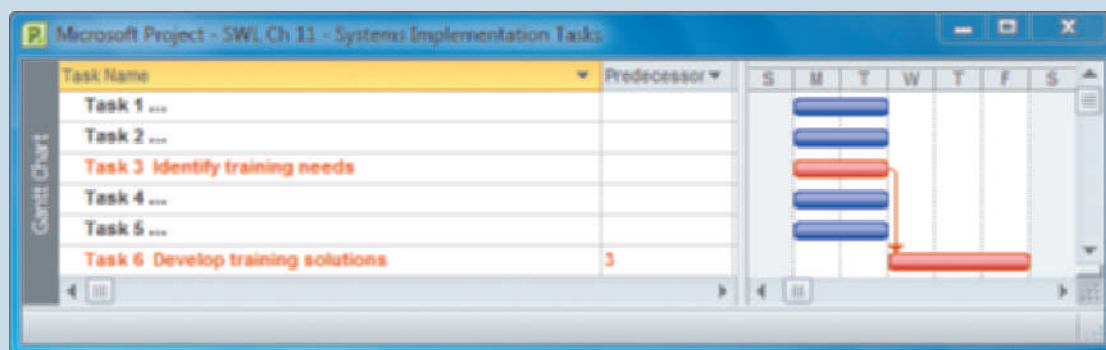 Microsoft Project - SWL Ch 11 - Systems Implementation Tasks
Task Name Predecessor S M T W T F S
Gantt Chart
Task 1 ...
Task 2 ...
Task 3 Identify training needs
Task 4 ...
Task 5 ...
Task 6 Develop training solutions 3